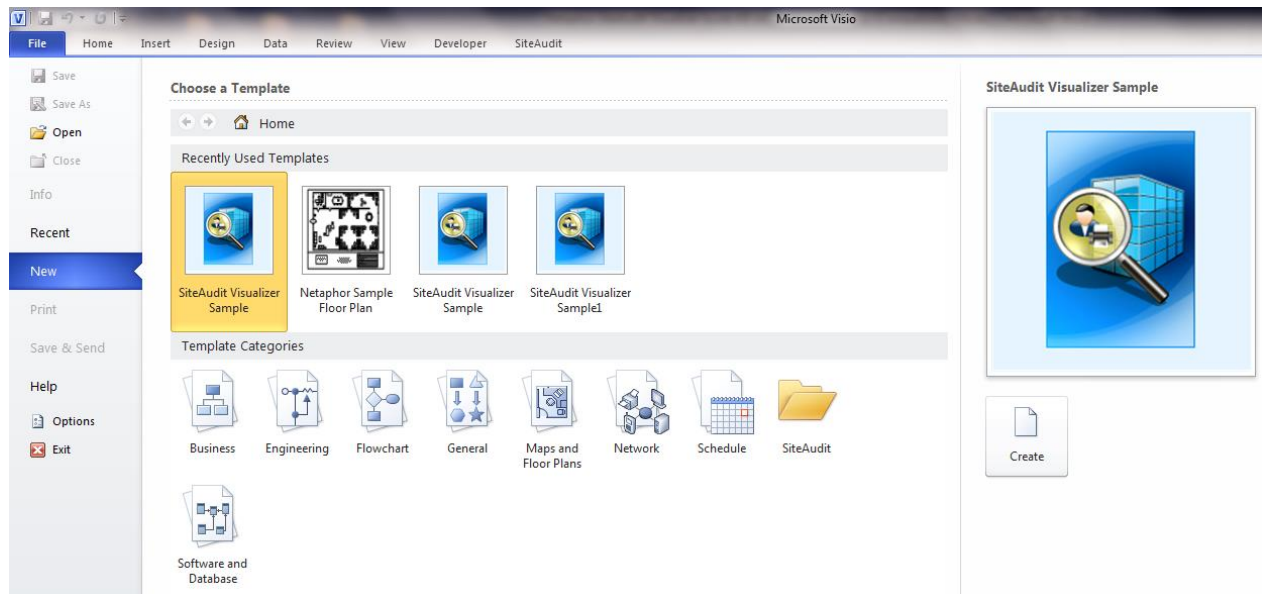 Microsoft Visio
File Home Insert Design Data Review View Developer SiteAudit
Save
Save As
Open
Close
Info
Recent
New
Print
Save & Send
Help
Options
Exit
Choose a Template
Home
Recently Used Templates
SiteAudit Visualizer
Sample
Netaphor Sample
Floor Plan
SiteAudit Visualizer
Sample
SiteAudit Visualizer
Sample1
Template Categories
Business
Engineering
Flowchart
General
Maps and
Floor Plans
Network
Schedule
SiteAudit
Software and
Database
SiteAudit Visualizer Sample
Create